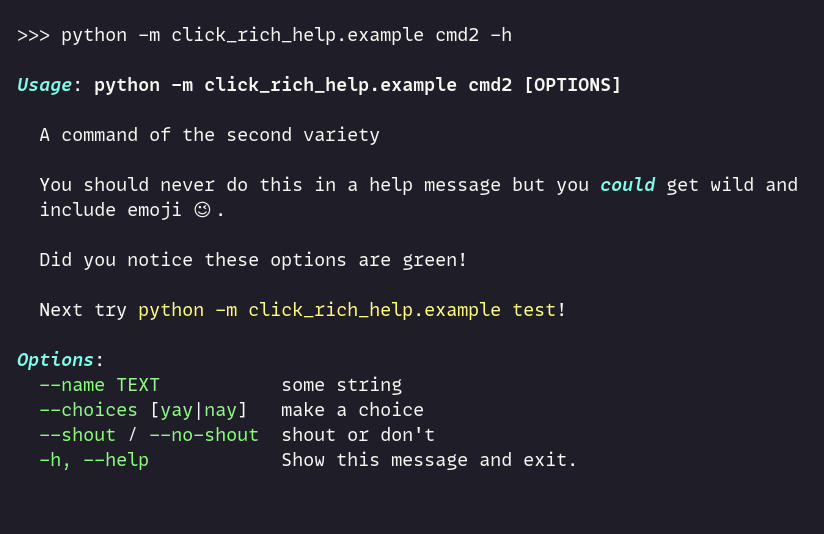 >>> python -m click_rich_help.example cmd2 -h
Usage: python -m click_rich_help.example cmd2 [OPTIONS]
A command of the second variety
You should never do this in a help message but you could get wild and
include emoji 😉.
Did you notice these options are green!
Next try python -m click_rich_help.example test!
Options:
--name TEXT some string
--choices [yay|nay] make a choice
--shout / --no-shout shout or don't
-h, --help Show this message and exit.